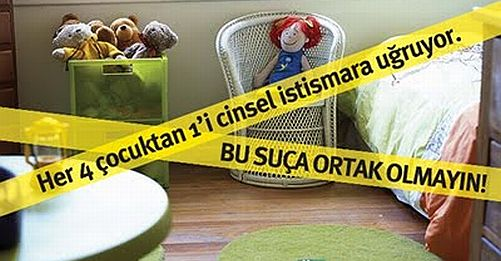 Her 4 çocuktan 1'i cinsel istismara uğruyor.
BU SUÇA ORTAK OLMAYIN!